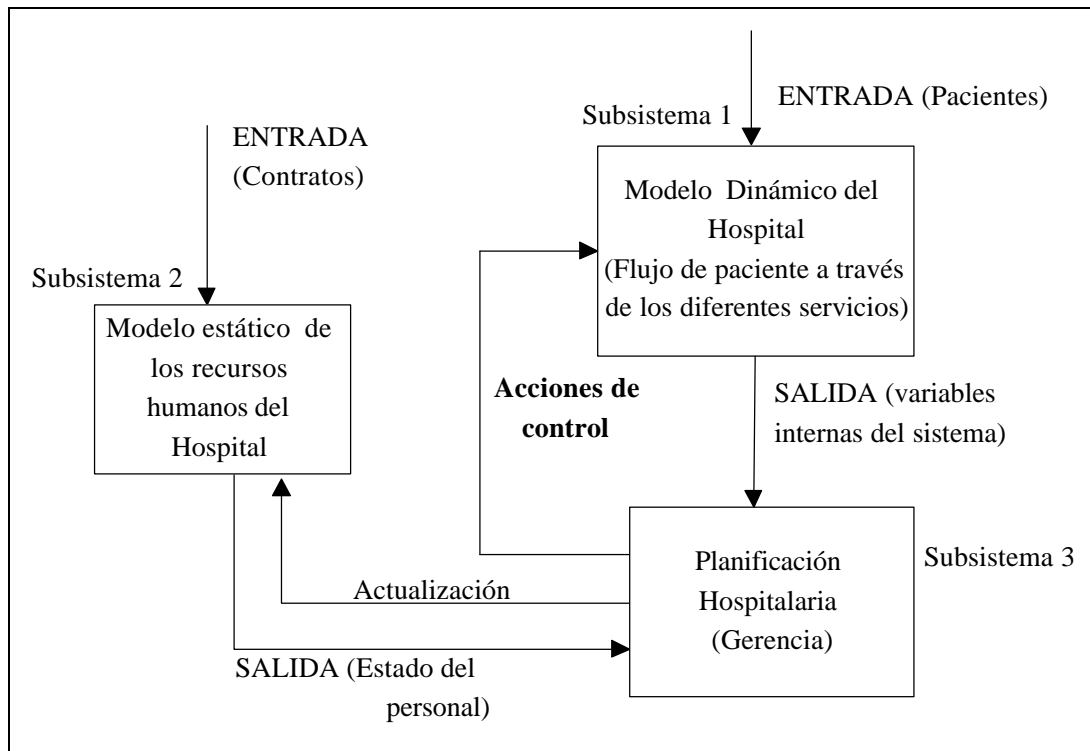 ENTRADA (Pacientes)
Subsistema 1
ENTRADA
(Contratos)
Modelo Dinámico del
Hospital
(Flujo de paciente a través
de los diferentes servicios)
Subsistema 2
Modelo estático de
los recursos
humanos del
Hospital
Acciones de
control
SALIDA (variables
internas del sistema)
Planificación
Hospitalaria
(Gerencia)
Subsistema 3
Actualización
SALIDA (Estado del
personal)